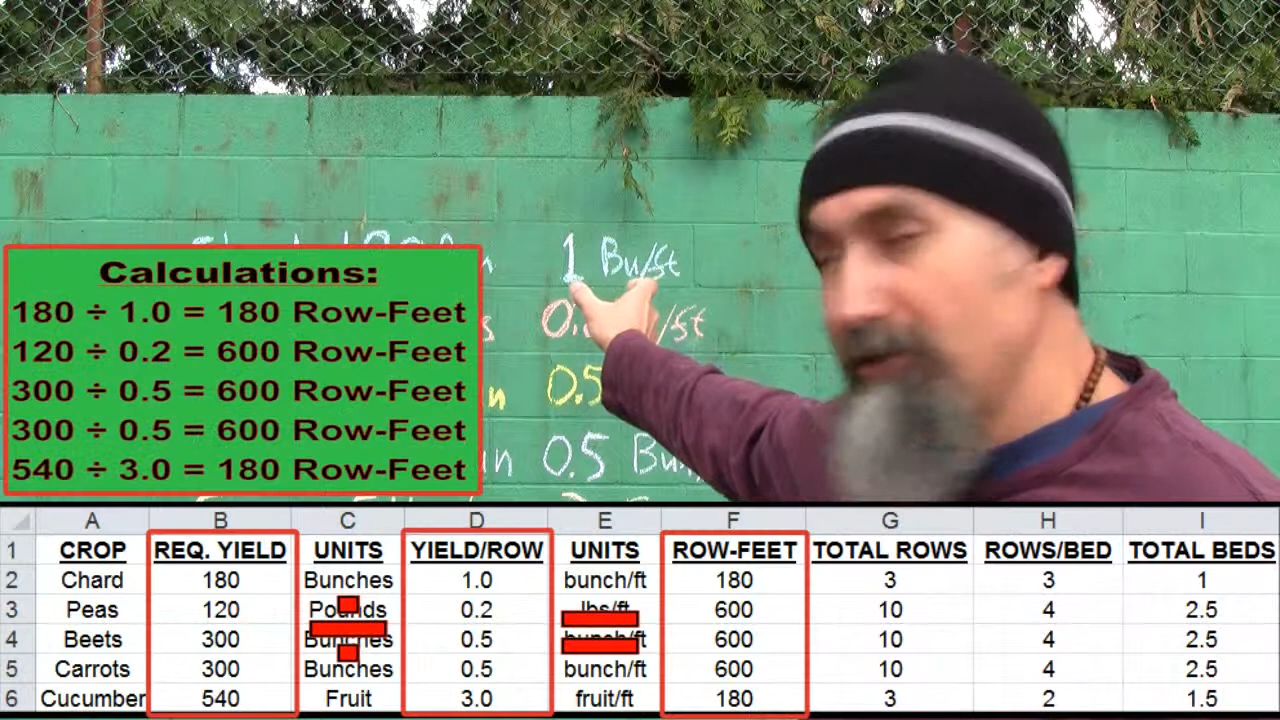 1 Bu/ft
/ft
0.5
n 0.5 Bun
Calculations:
180 ÷ 1.0 = 180 Row-Feet
120 ÷ 0.2 = 600 Row-Feet
300 ÷ 0.5 = 600 Row-Feet
300 ÷ 0.5 = 600 Row-Feet
540 ÷ 3.0 = 180 Row-Feet
A B C D E F G H I
1 CROP REQ. YIELD UNITS YIELD/ROW UNITS ROW-FEET TOTAL ROWS ROWS/BED TOTAL BEDS
2 Chard 180 Bunches 1.0 bunch/ft 180 3 3 1
3 Peas 120 Pounds 0.2 lbs/ft 600 10 4 2.5
4 Beets 300 Bunches 0.5 bunch/ft 600 10 4 2.5
5 Carrots 300 Bunches 0.5 bunch/ft 600 10 4 2.5
6 Cucumber 540 Fruit 3.0 fruit/ft 180 3 2 1.5